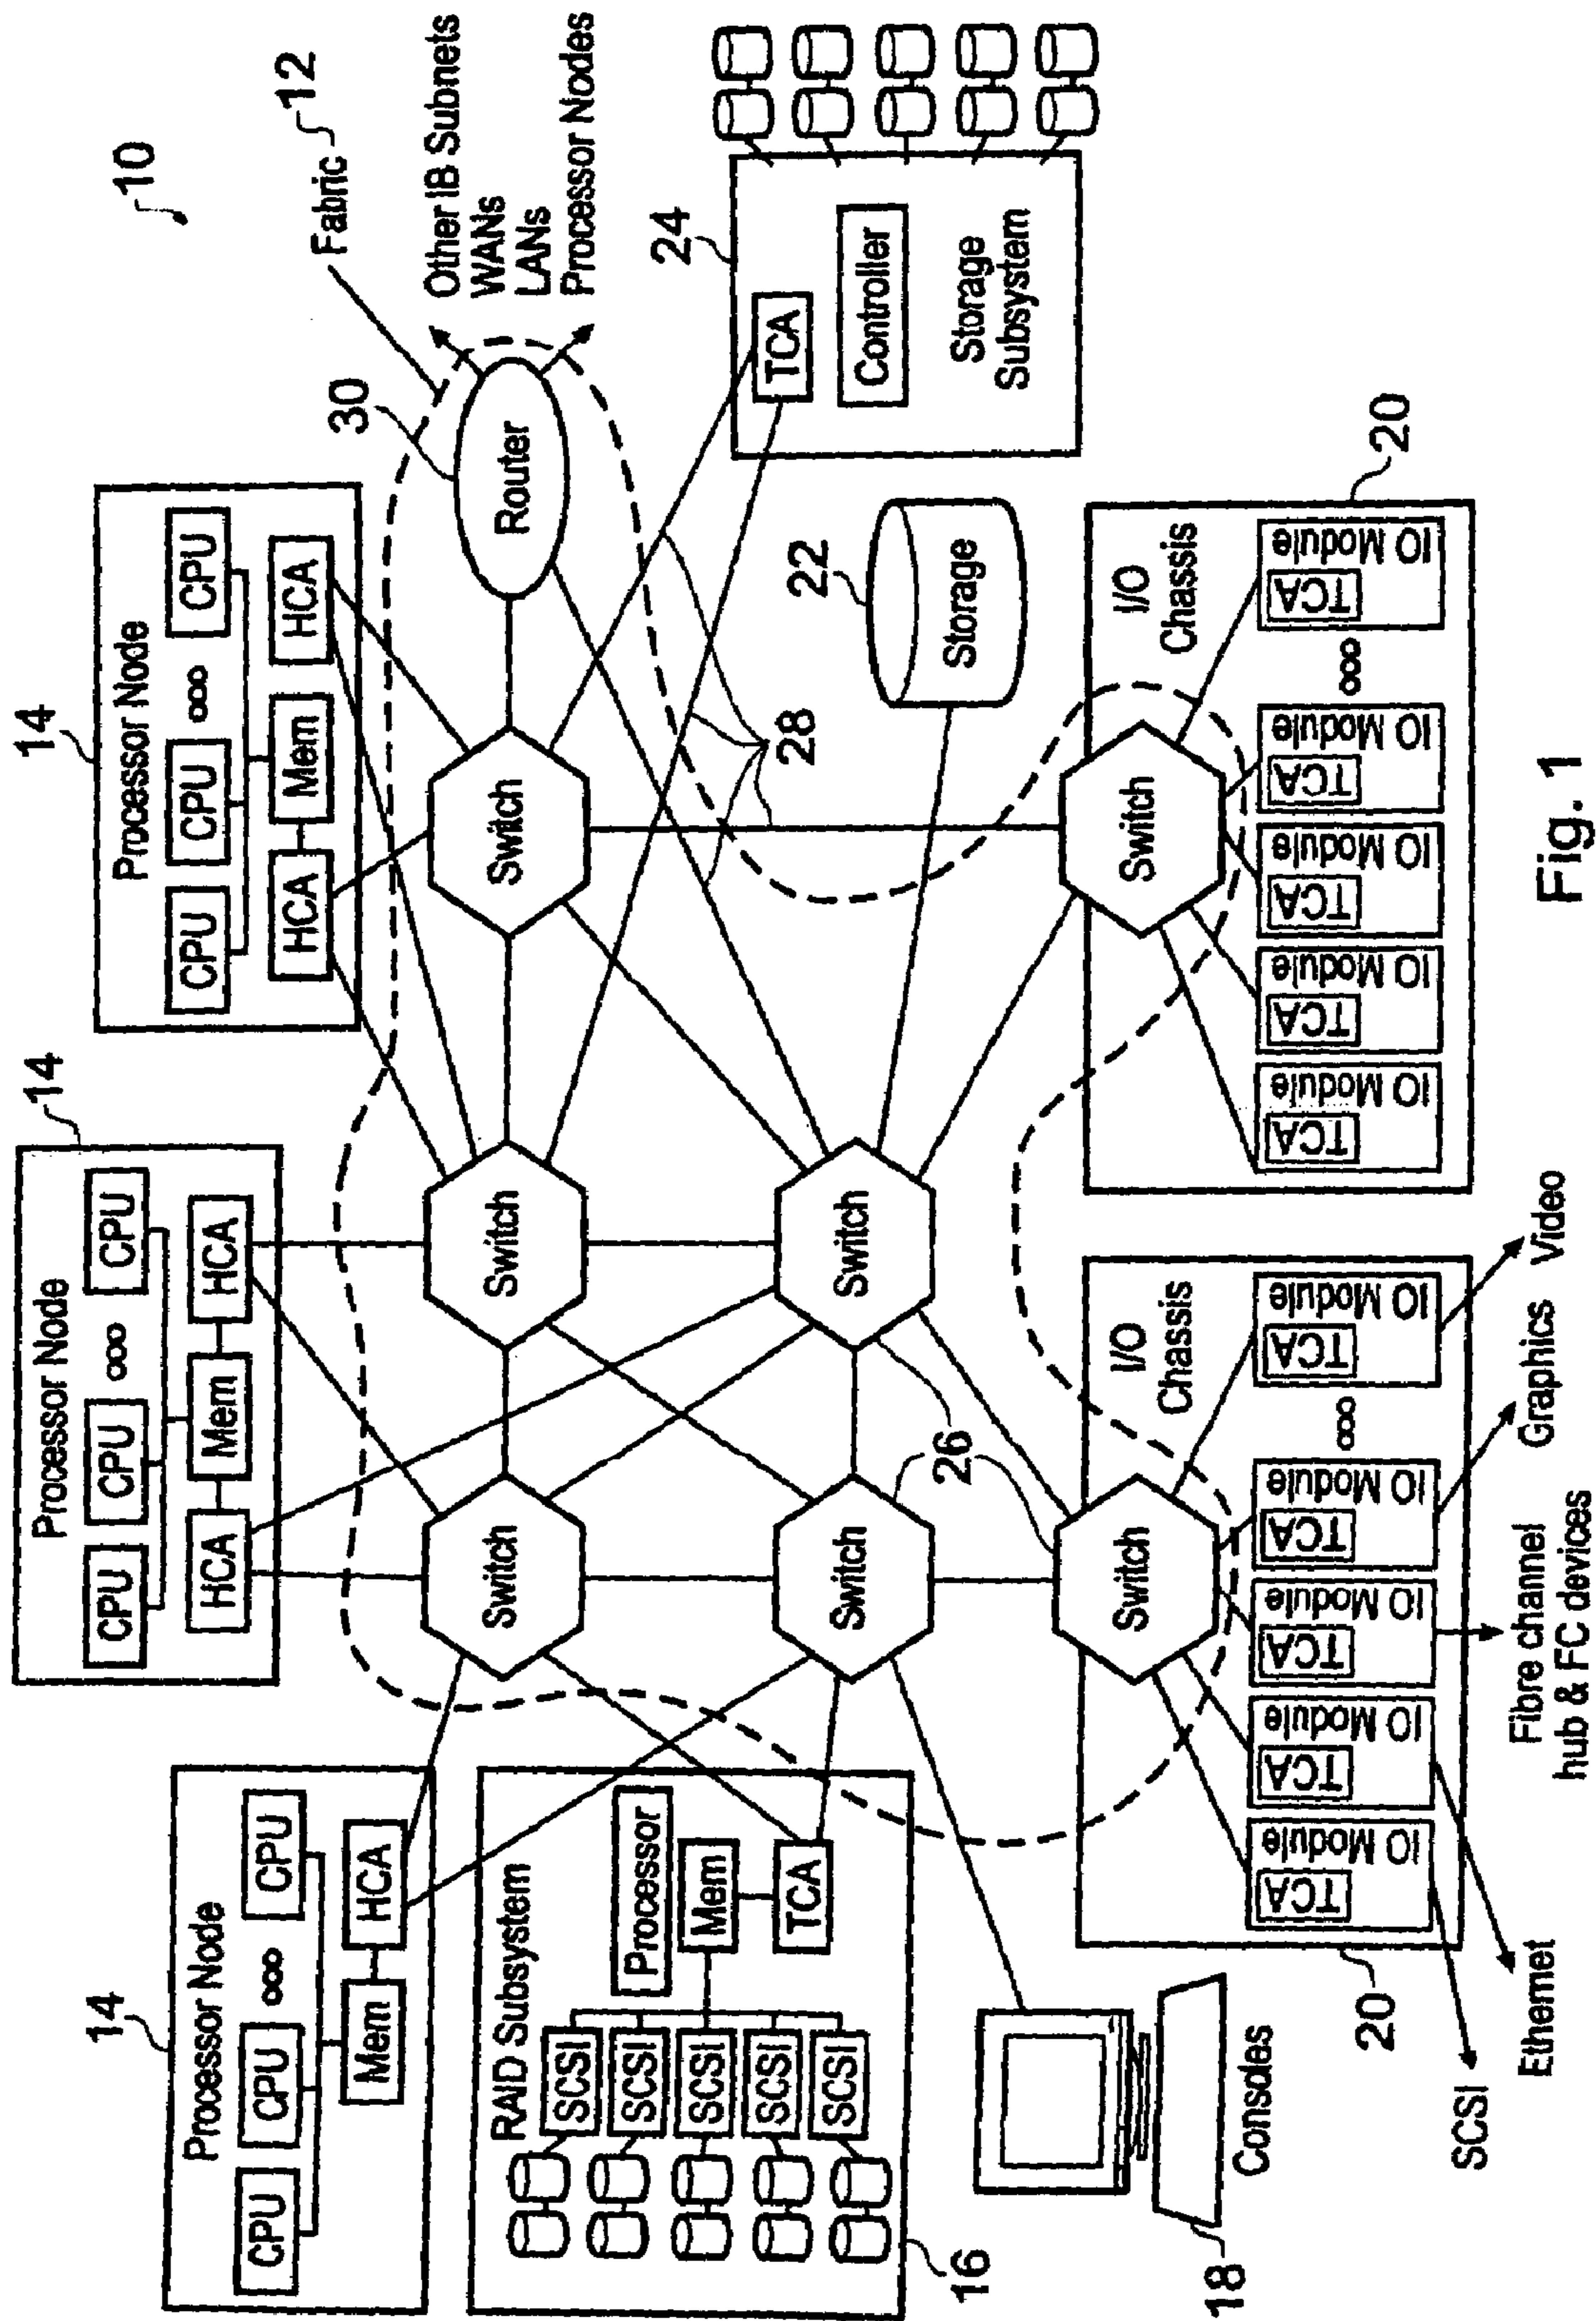 10
Fabric 12
Other IB Subnets
WANs
LANs
Processor Nodes
14
Processor Node
CPU
CPU
∞
CPU
Mem
HCA
14
Processor Node
CPU
CPU
∞
CPU
HCA
Mem
HCA
14
Processor Node
CPU
CPU
∞
CPU
HCA
Mem
HCA
30
Router
Switch
Switch
Switch
RAID Subsystem
Processor
SCSI
SCSI
SCSI
SCSI
SCSI
Mem
TCA
16
Switch
Switch
26
28
22
Storage
24
TCA
Controller
Storage
Subsystem
18
Consoles
Switch
I/O
Chassis
TCA
IO Module
TCA
IO Module
TCA
IO Module
TCA
IO Module
∞
TCA
IO Module
20
SCSI
Ethernet
Fibre channel
hub & FC devices
Graphics
Video
Switch
I/O
Chassis
TCA
IO Module
TCA
IO Module
TCA
IO Module
TCA
IO Module
∞
TCA
IO Module
20
Fig. 1